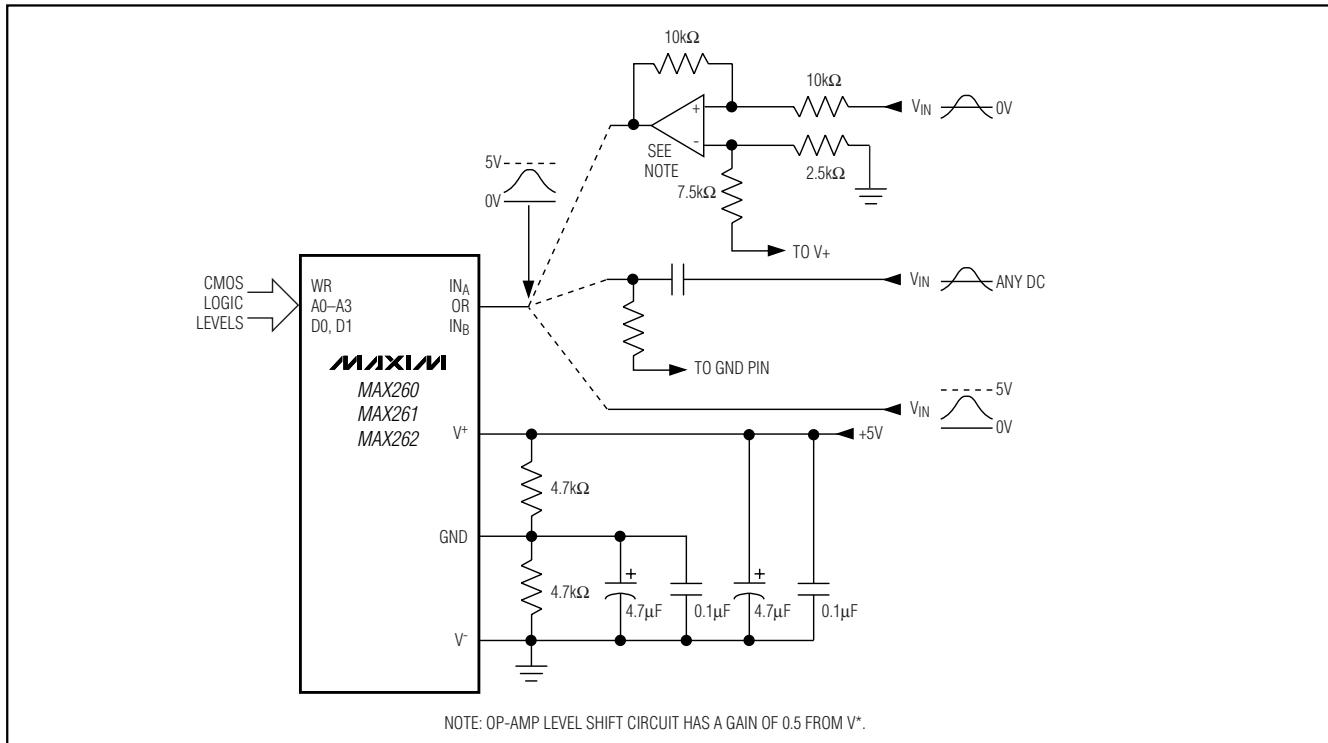 10kΩ
10kΩ
V_IN
0V
+
-
SEE
NOTE
2.5kΩ
7.5kΩ
5V
0V
TO V+
CMOS
LOGIC
LEVELS
WR
A0–A3
D0, D1
IN_A
OR
IN_B
V_IN
ANY DC
TO GND PIN
MAXIM
MAX260
MAX261
MAX262
V_IN
5V
0V
V+
+5V
4.7kΩ
GND
4.7kΩ
+
4.7μF
0.1μF
+
4.7μF
0.1μF
V-
NOTE: OP-AMP LEVEL SHIFT CIRCUIT HAS A GAIN OF 0.5 FROM V*.